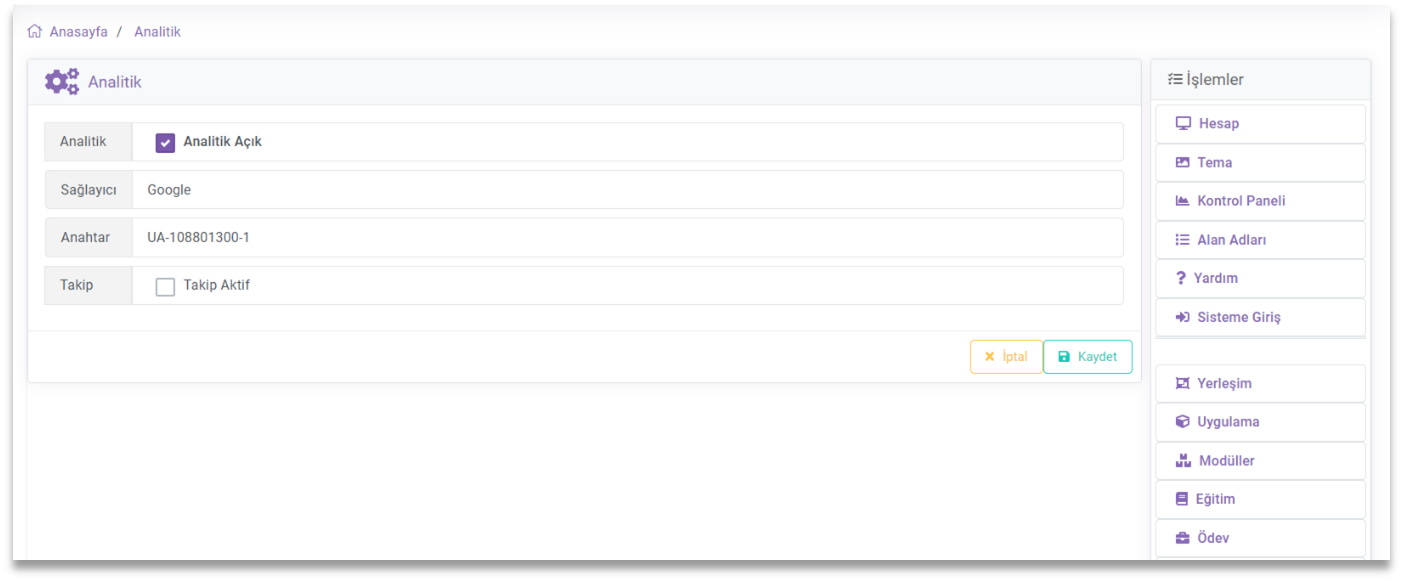 Anasayfa / Analitik
Analitik
Analitik Analitik Açık
Sağlayıcı Google
Anahtar UA-108801300-1
Takip Takip Aktif
İptal Kaydet
İşlemler
Hesap
Tema
Kontrol Paneli
Alan Adları
Yardım
Sisteme Giriş
Yerleşim
Uygulama
Modüller
Eğitim
Ödev